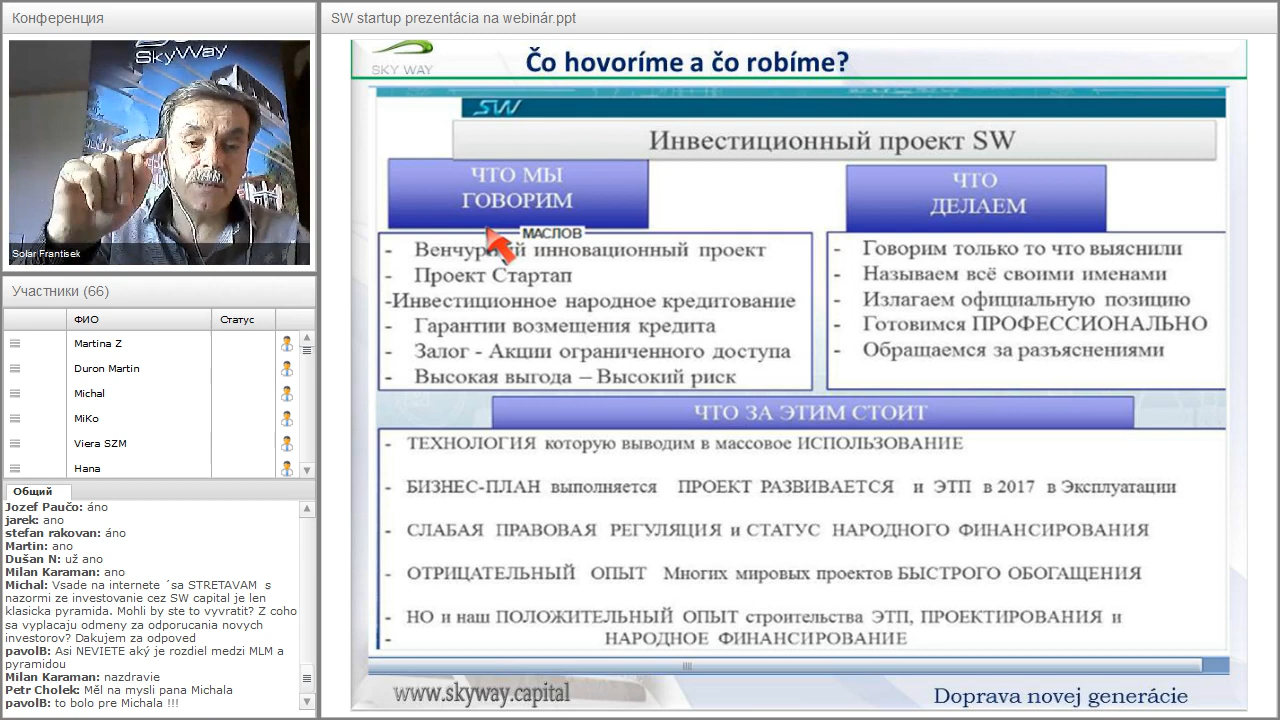 Конференция
SkyWay
Solar Frantisek
Участники (66)
ФИО
Статус
Martina Z
Duron Martin
Michal
MiKo
Viera SZM
Hana
Общий
Jozef Paučo: áno
jarek: ano
stefan rakovan: áno
Martin: ano
Dušan N: už ano
Milan Karaman: ano
Michal: Vsade na internete ´sa STRETAVAM s
nazormi ze investovanie cez SW capital je len
klasicka pyramida. Mohli by ste to vyvratit? Z coho
sa vyplacaju odmeny za odporucania novych
investorov? Dakujem za odpoved
pavolB: Asi NEVIETE aký je rozdiel medzi MLM a
pyramidou
Milan Karaman: nazdravie
Petr Cholek: Měl na mysli pana Michala
pavolB: to bolo pre Michala !!!
SW startup prezentácia na webinár.ppt
SKY WAY
Čo hovoríme a čo robíme?
SW
Инвестиционный проект SW
ЧТО МЫ
ГОВОРИМ
МАСЛОВ
- Венчурный инновационный проект
- Проект Стартап
-Инвестиционное народное кредитование
- Гарантии возмещения кредита
- Залог - Акции ограниченного доступа
- Высокая выгода – Высокий риск
ЧТО
ДЕЛАЕМ
- Говорим только то что выяснили
- Называем всё своими именами
- Излагаем официальную позицию
- Готовимся ПРОФЕССИОНАЛЬНО
- Обращаемся за разъяснениями
ЧТО ЗА ЭТИМ СТОИТ
- ТЕХНОЛОГИЯ которую выводим в массовое ИСПОЛЬЗОВАНИЕ
- БИЗНЕС-ПЛАН выполняется ПРОЕКТ РАЗВИВАЕТСЯ и ЭТП в 2017 в Эксплуатации
- СЛАБАЯ ПРАВОВАЯ РЕГУЛЯЦИЯ и СТАТУС НАРОДНОГО ФИНАНСИРОВАНИЯ
- ОТРИЦАТЕЛЬНЫЙ ОПЫТ Многих мировых проектов БЫСТРОГО ОБОГАЩЕНИЯ
- НО и наш ПОЛОЖИТЕЛЬНЫЙ ОПЫТ строительства ЭТП, ПРОЕКТИРОВАНИЯ и
- НАРОДНОЕ ФИНАНСИРОВАНИЕ
www.skyway.capital
Doprava novej generácie